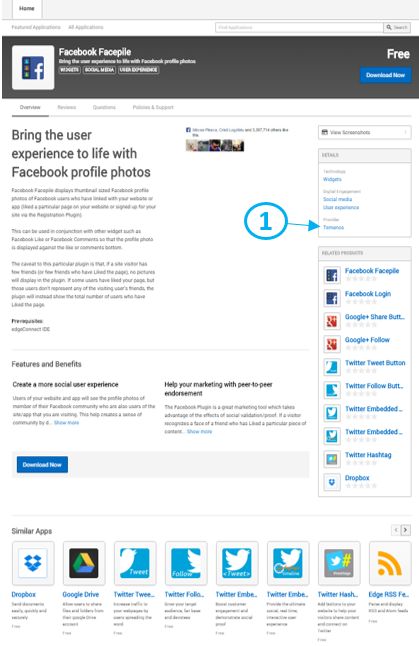 Home
Featured Applications All Applications
Find Applications
Search
Facebook Facepile
Bring the user experience to life with Facebook profile photos
WIDGETS SOCIAL MEDIA USER EXPERIENCE
Free
Download Now
Overview Reviews Questions Policies & Support
Bring the user
experience to life with
Facebook profile photos
Facebook Facepile displays thumbnail sized Facebook profile
photos of Facebook users who have linked with your website or
app (liked a particular page on your website or signed up for your
site via the Registration Plugin).
This can be used in conjunction with other widget such as
Facebook Like or Facebook Comments so that the profile photo
is displayed against the like or comments bottom.
The caveat to this particular plugin is that, if a site visitor has
few friends (or few friends who have Liked the page), no pictures
will display in the plugin. If some users have liked your page, but
those users don't represent any of the visiting user's friends, the
plugin will instead show the total number of users who have
Liked the page.
Prerequisites:
edgeConnect IDE
and 3,367,714 others like
this.
View Screenshots
DETAILS
Technology
Widgets
Digital Engagement
Social media
User experience
Provider
Temenos
1
RELATED PRODUCTS
Facebook Facepile
Facebook Login
Google+ Share Butt...
Google+ Follow
Twitter Tweet Button
Twitter Follow Butt...
Twitter Embedded ...
Twitter Embedded ...
Twitter Hashtag
Dropbox
Features and Benefits
Create a more social user experience
Users of your website and app will see the profile photos of
member of their Facebook community who are also users of the
site/app that you are visiting. This help creates a sense of
community by d... Show more
Help your marketing with peer-to-peer
endorsement
The Facebook Plugin is a great marketing tool which takes
advantage of the effects of social validation/proof. If a visitor
recognises a face of a friend who has Liked a particular piece of
content... Show more
Download Now
Similar Apps
Tweet
Follow
<Tweet>
#
Dropbox
Send documents
easily, quickly and
securely
Free
Google Drive
Allow users to share
files and folders from
their google Drive
account
Free
Twitter Twee...
Increase traffic to
your webpages by
users spreading the
word
Free
Twitter Follo...
Grow your target
audience, fan base
and devotees
Free
Twitter Embe...
Boost customer
engagement and
demonstrate social
proof
Free
Twitter Embe...
Provide the ultimate
social, real time,
interactive user
experience
Free
Twitter Hash...
Add buttons to your
website to help your
visitors share content
and connect on
Twitter
Free
Edge RSS Fe...
Parse and display
RSS and Atom feeds
Free